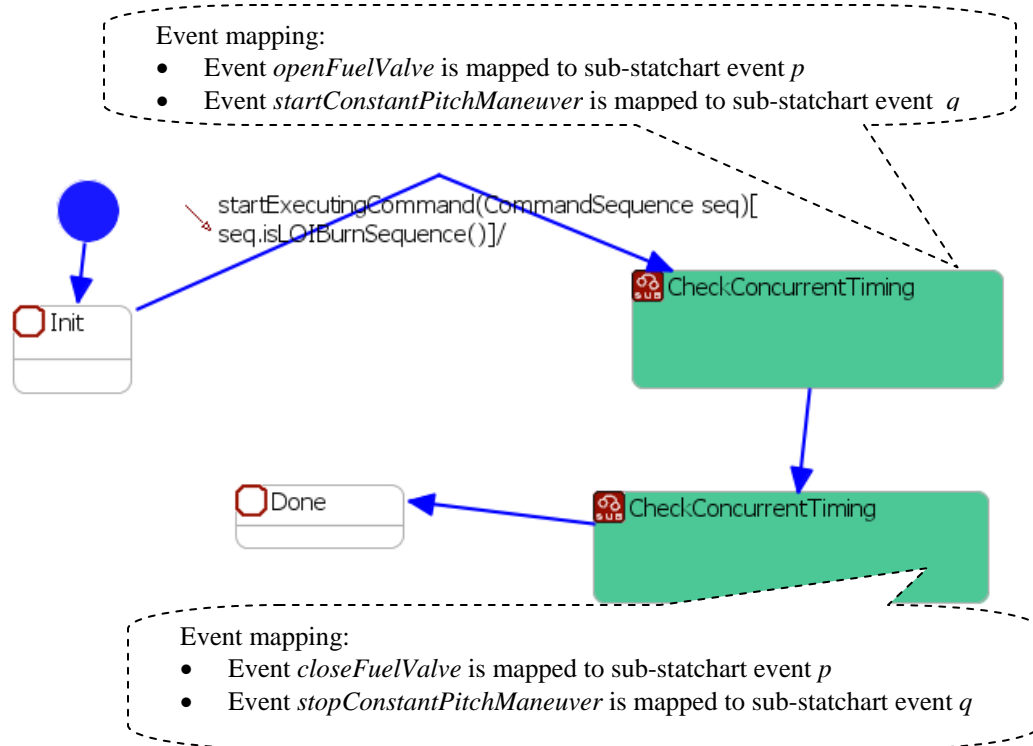 Event mapping:
• Event openFuelValve is mapped to sub-statchart event p
• Event startConstantPitchManeuver is mapped to sub-statchart event q
startExecutingCommand(CommandSequence seq)[
seq.isLOIBurnSequence()]/
SUB CheckConcurrentTiming
Init
Done
SUB CheckConcurrentTiming
Event mapping:
• Event closeFuelValve is mapped to sub-statchart event p
• Event stopConstantPitchManeuver is mapped to sub-statchart event q